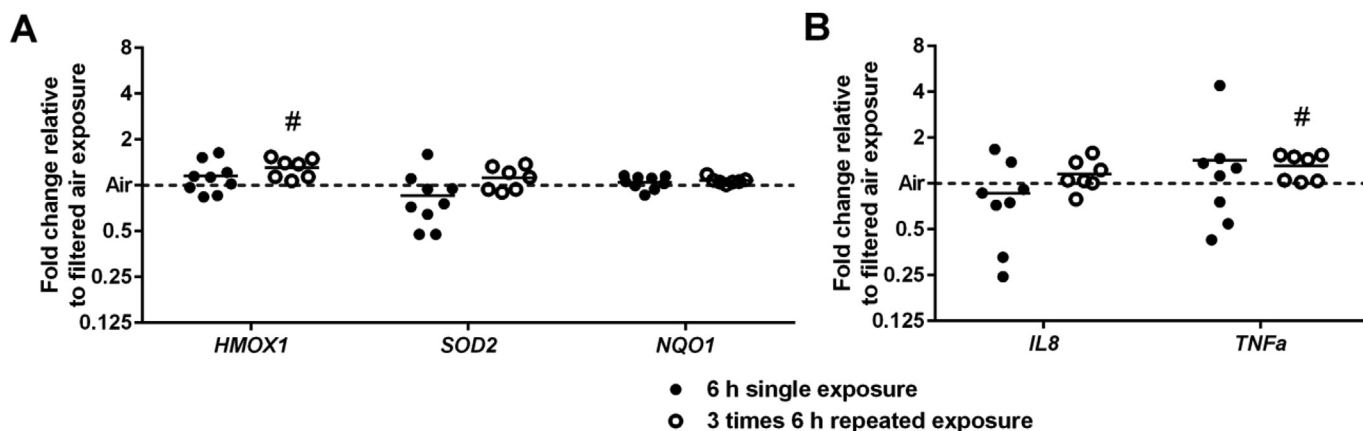 A
Fold change relative
to filtered air exposure
8
4
2
Air
0.5
0.25
0.125
#
HMOX1
SOD2
NQO1
B
Fold change relative
to filtered air exposure
8
4
2
Air
0.5
0.25
0.125
#
IL8
TNFa
6 h single exposure
3 times 6 h repeated exposure